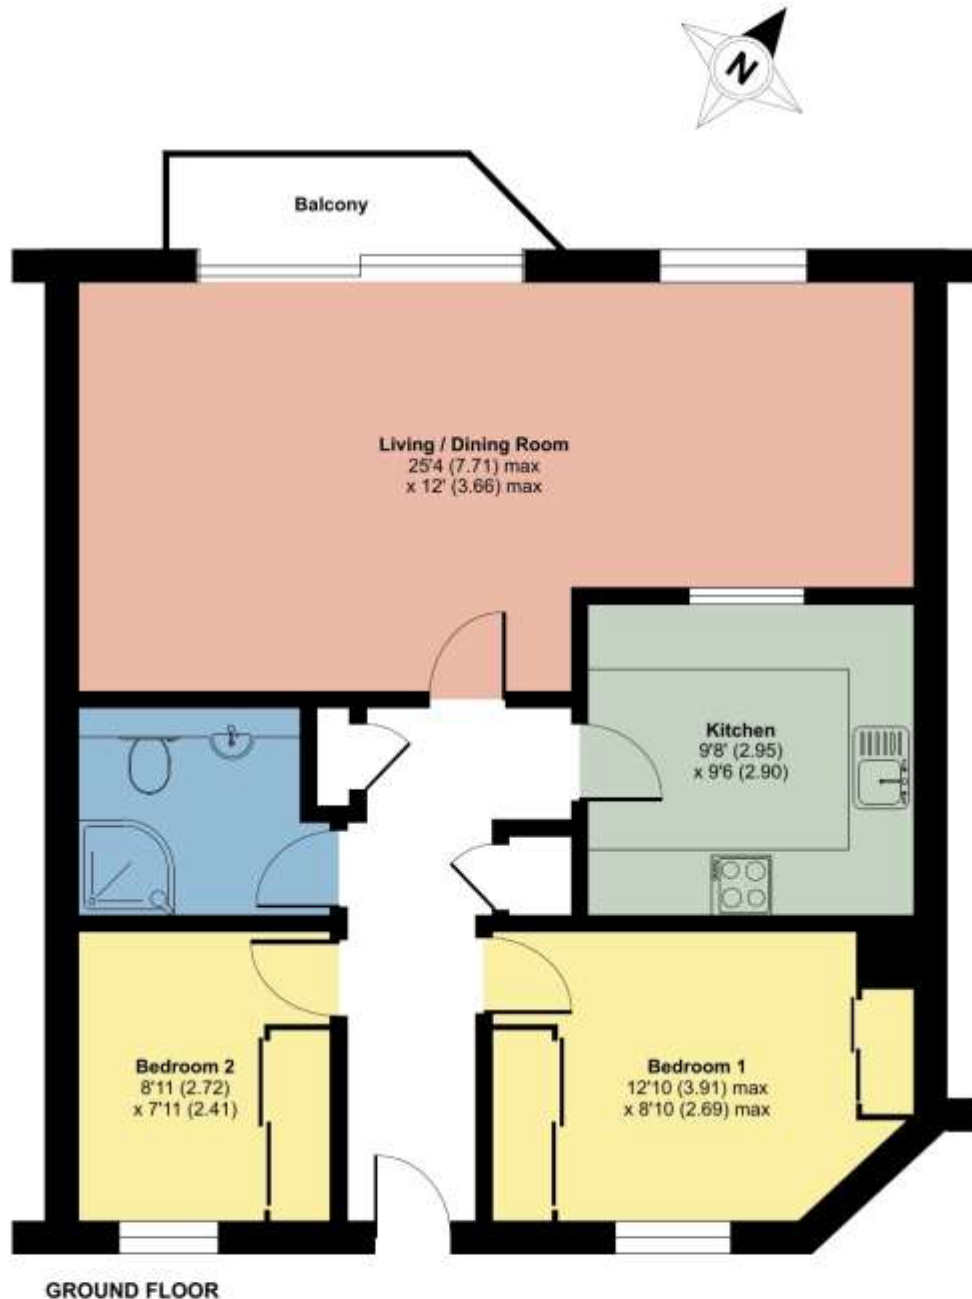 N
Balcony
Living / Dining Room
25'4 (7.71) max
x 12' (3.66) max
Kitchen
9'8' (2.95)
x 9'6 (2.90)
Bedroom 2
8'11 (2.72)
x 7'11 (2.41)
Bedroom 1
12'10 (3.91) max
x 8'10 (2.69) max
GROUND FLOOR